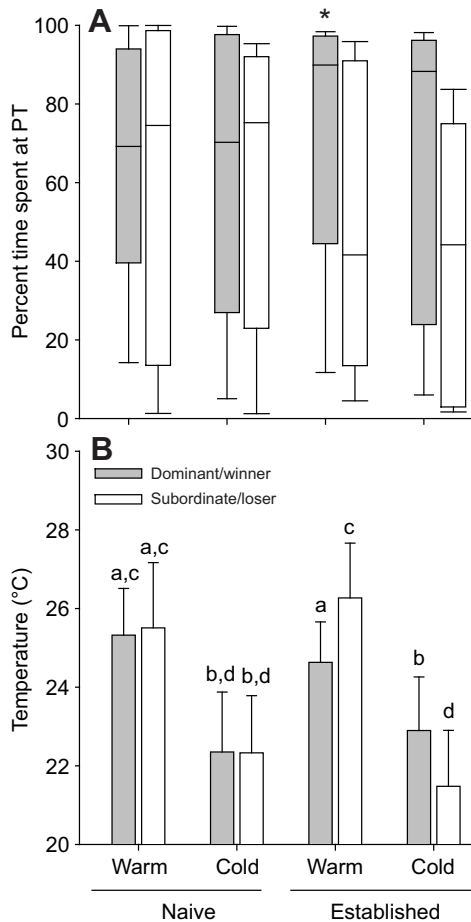 A
*
Percent time spent at PT
100
80
60
40
20
0
B
30
28
26
24
22
20
Temperature (°C)
Dominant/winner
Subordinate/loser
a,c
a,c
b,d
b,d
a
c
b
d
Warm Cold Warm Cold
Naive Established